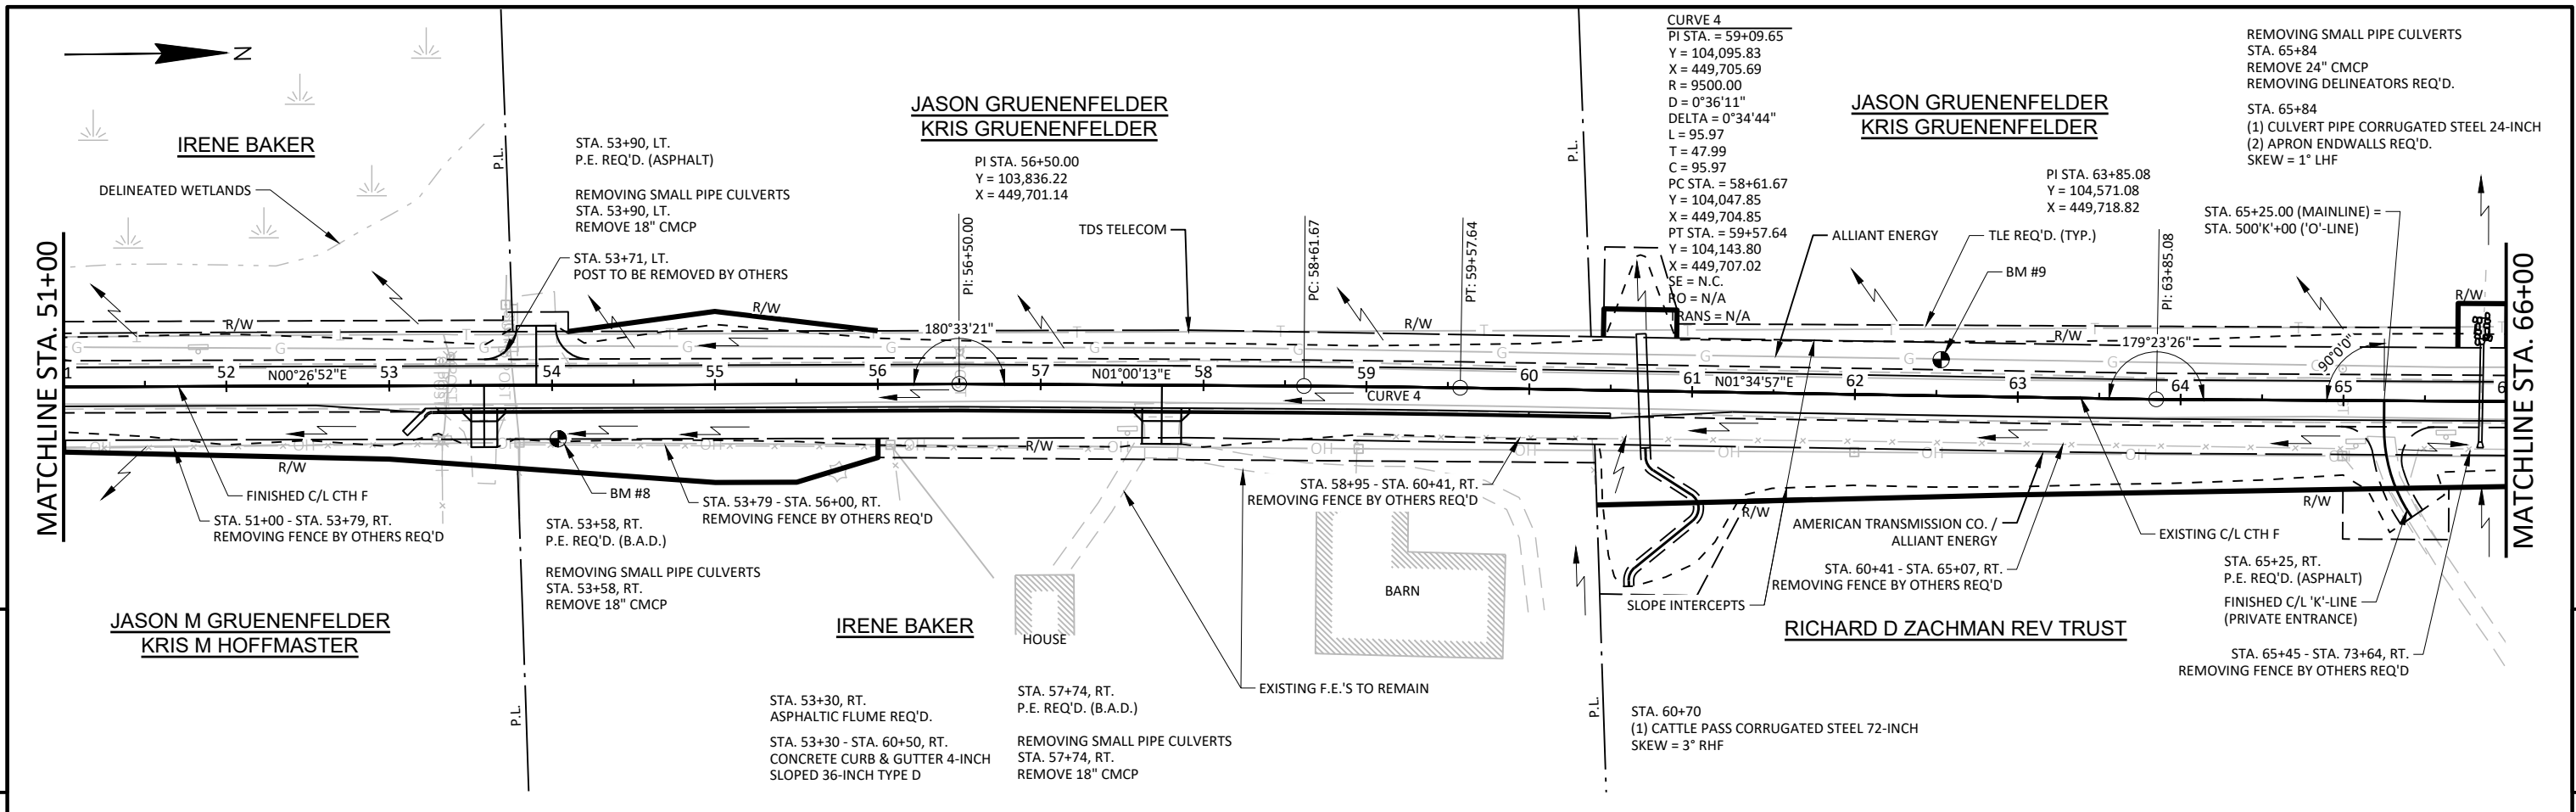 N
IRENE BAKER
DELINEATED WETLANDS
MATCHLINE STA. 51+00
P.L.
STA. 53+90, LT.
P.E. REQ'D. (ASPHALT)
REMOVING SMALL PIPE CULVERTS
STA. 53+90, LT.
REMOVE 18" CMCP
STA. 53+71, LT.
POST TO BE REMOVED BY OTHERS
JASON GRUENENFELDER
KRIS GRUENENFELDER
PI STA. 56+50.00
Y = 103,836.22
X = 449,701.14
PI: 56+50.00
TDS TELECOM
PC: 58+61.67
PT: 59+57.64
P.L.
CURVE 4
PI STA. = 59+09.65
Y = 104,095.83
X = 449,705.69
R = 9500.00
D = 0°36'11"
DELTA = 0°34'44"
L = 95.97
T = 47.99
C = 95.97
PC STA. = 58+61.67
Y = 104,047.85
X = 449,704.85
PT STA. = 59+57.64
Y = 104,143.80
X = 449,707.02
SE = N.C.
RO = N/A
TRANS = N/A
JASON GRUENENFELDER
KRIS GRUENENFELDER
ALLIANT ENERGY
TLE REQ'D. (TYP.)
BM #9
PI STA. 63+85.08
Y = 104,571.08
X = 449,718.82
PI: 63+85.08
REMOVING SMALL PIPE CULVERTS
STA. 65+84
REMOVE 24" CMCP
REMOVING DELINEATORS REQ'D.
STA. 65+84
(1) CULVERT PIPE CORRUGATED STEEL 24-INCH
(2) APRON ENDWALLS REQ'D.
SKEW = 1° LHF
STA. 65+25.00 (MAINLINE) =
STA. 500'K'+00 ('O'-LINE)
MATCHLINE STA. 66+00
R/W
R/W
R/W
R/W
R/W
180°33'21"
179°23'26"
90°0'0"
1
52
N00°26'52"E
53
54
55
56
57
N01°00'13"E
58
59
60
61
N01°34'57"E
62
63
64
65
6
CURVE 4
R/W
R/W
R/W
R/W
FINISHED C/L CTH F
STA. 51+00 - STA. 53+79, RT.
REMOVING FENCE BY OTHERS REQ'D
BM #8
STA. 53+79 - STA. 56+00, RT.
REMOVING FENCE BY OTHERS REQ'D
STA. 53+58, RT.
P.E. REQ'D. (B.A.D.)
REMOVING SMALL PIPE CULVERTS
STA. 53+58, RT.
REMOVE 18" CMCP
JASON M GRUENENFELDER
KRIS M HOFFMASTER
P.L.
IRENE BAKER
HOUSE
BARN
STA. 58+95 - STA. 60+41, RT.
REMOVING FENCE BY OTHERS REQ'D
EXISTING F.E.'S TO REMAIN
STA. 53+30, RT.
ASPHALTIC FLUME REQ'D.
STA. 53+30 - STA. 60+50, RT.
CONCRETE CURB & GUTTER 4-INCH
SLOPED 36-INCH TYPE D
STA. 57+74, RT.
P.E. REQ'D. (B.A.D.)
REMOVING SMALL PIPE CULVERTS
STA. 57+74, RT.
REMOVE 18" CMCP
P.L.
STA. 60+70
(1) CATTLE PASS CORRUGATED STEEL 72-INCH
SKEW = 3° RHF
SLOPE INTERCEPTS
AMERICAN TRANSMISSION CO. /
ALLIANT ENERGY
STA. 60+41 - STA. 65+07, RT.
REMOVING FENCE BY OTHERS REQ'D
RICHARD D ZACHMAN REV TRUST
EXISTING C/L CTH F
STA. 65+25, RT.
P.E. REQ'D. (ASPHALT)
FINISHED C/L 'K'-LINE
(PRIVATE ENTRANCE)
STA. 65+45 - STA. 73+64, RT.
REMOVING FENCE BY OTHERS REQ'D